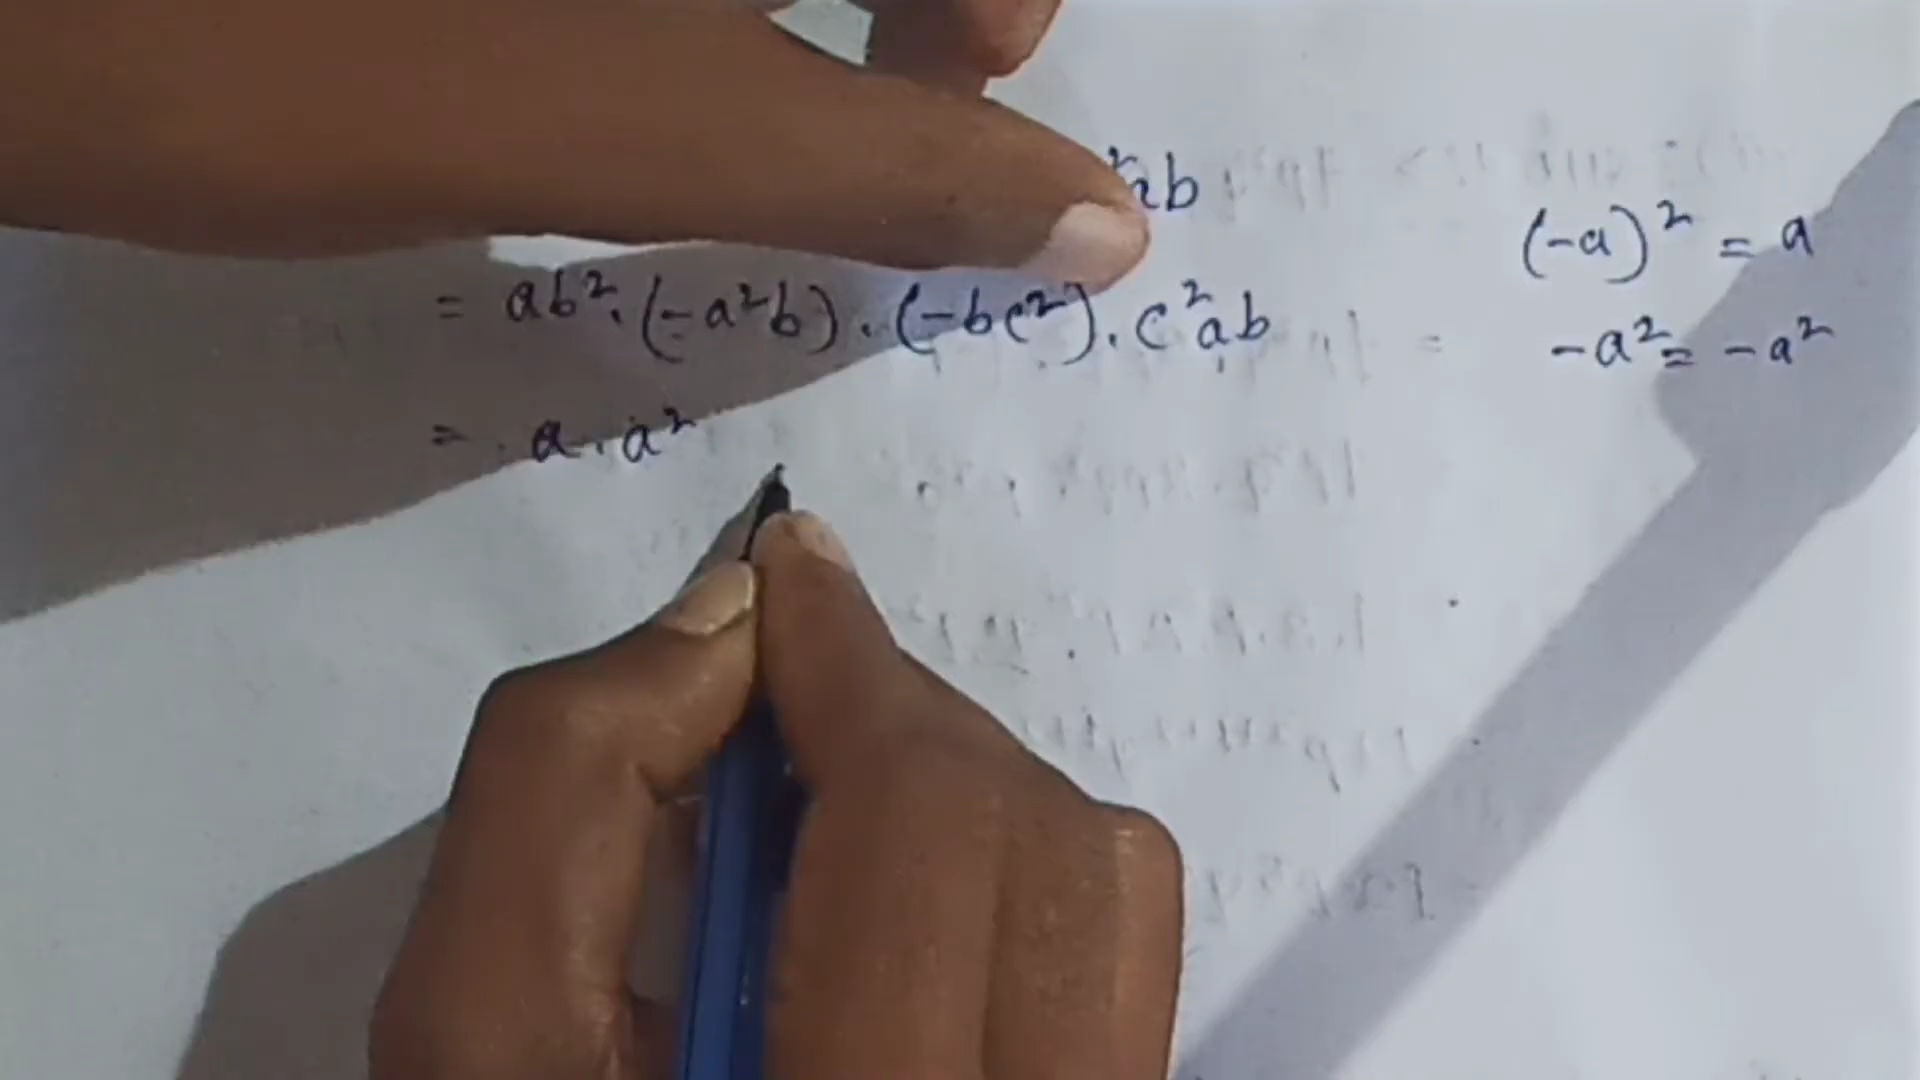 ab
= ab². (-a²b). (-bc²). c²ab
= a. a²
(-a)² = a
-a² = -a²